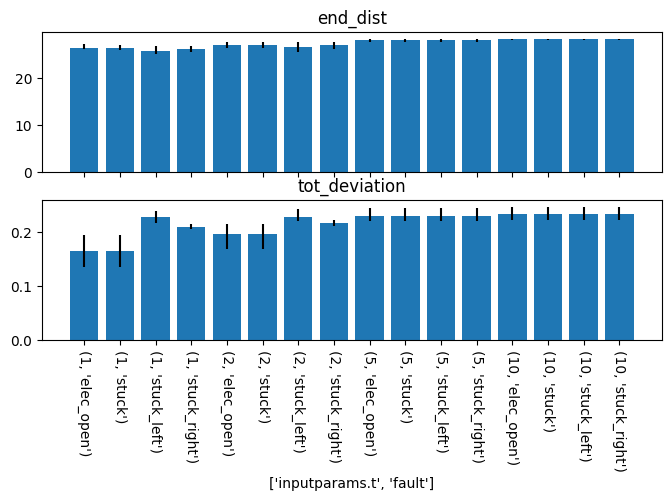 end_dist
20
10
0
tot_deviation
0.2
0.1
0.0
(1, 'elec_open')
(1, 'stuck')
(1, 'stuck_left')
(1, 'stuck_right')
(2, 'elec_open')
(2, 'stuck')
(2, 'stuck_left')
(2, 'stuck_right')
(5, 'elec_open')
(5, 'stuck')
(5, 'stuck_left')
(5, 'stuck_right')
(10, 'elec_open')
(10, 'stuck')
(10, 'stuck_left')
(10, 'stuck_right')
['inputparams.t', 'fault']